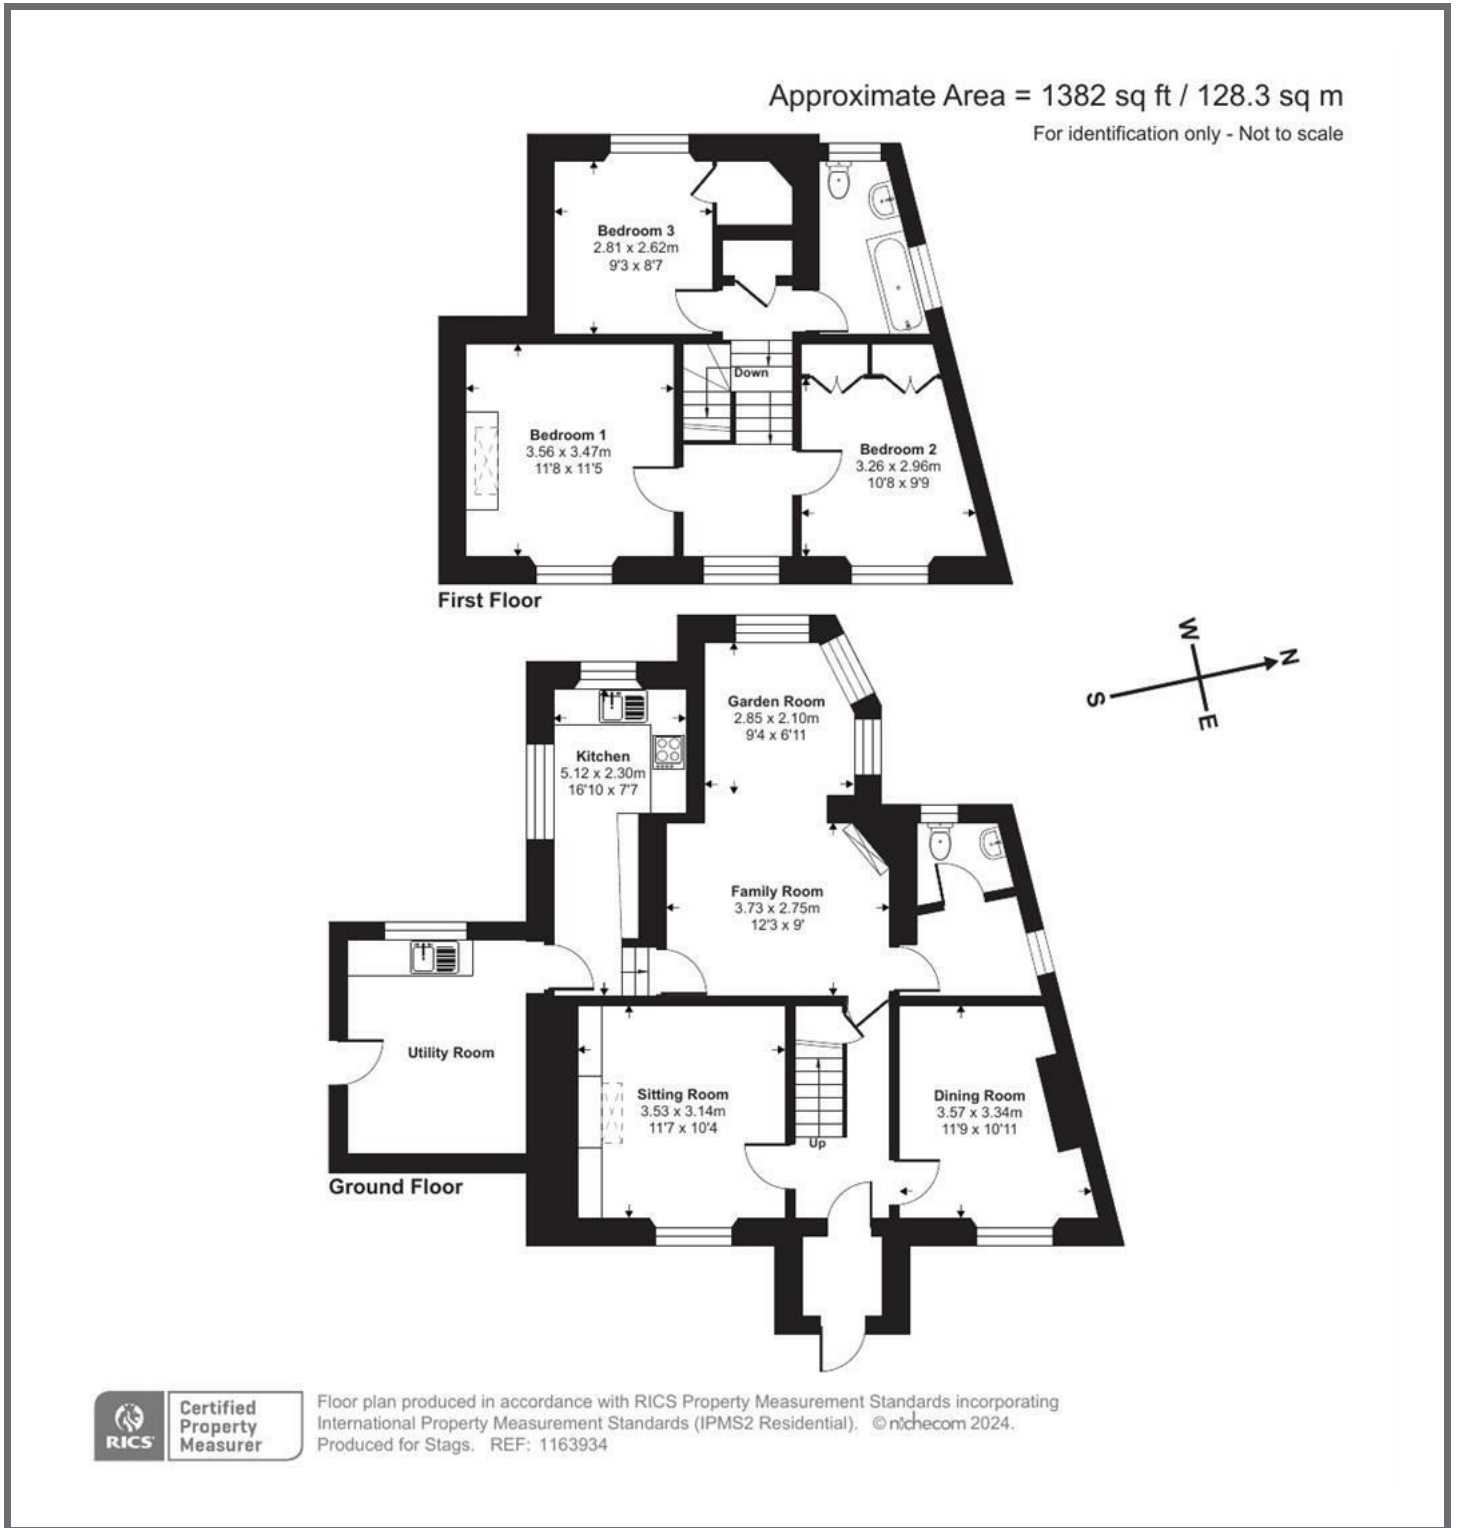 Approximate Area = 1382 sq ft / 128.3 sq m
For identification only - Not to scale
Bedroom 3
2.81 x 2.62m
9'3 x 8'7
Down
Bedroom 1
3.56 x 3.47m
11'8 x 11'5
Bedroom 2
3.26 x 2.96m
10'8 x 9'9
First Floor
W
N
S
E
Garden Room
2.85 x 2.10m
9'4 x 6'11
Kitchen
5.12 x 2.30m
16'10 x 7'7
Family Room
3.73 x 2.75m
12'3 x 9'
Utility Room
Sitting Room
3.53 x 3.14m
11'7 x 10'4
Dining Room
3.57 x 3.34m
11'9 x 10'11
Up
Ground Floor
RICS
Certified
Property
Measurer
Floor plan produced in accordance with RICS Property Measurement Standards incorporating
International Property Measurement Standards (IPMS2 Residential). © nichecom 2024.
Produced for Stags. REF: 1163934